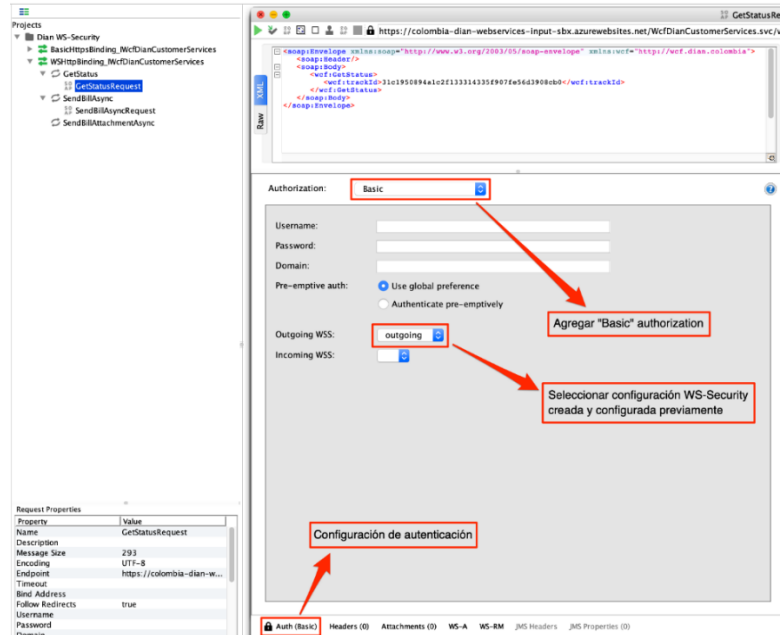 Projects
Dian WS-Security
BasicHttpsBinding_IWcfDianCustomerServices
WSHttpBinding_IWcfDianCustomerServices
GetStatus
GetStatusRequest
SendBillAsync
SendBillAsyncRequest
SendBillAttachmentAsync
Request Properties
Property Value
Name GetStatusRequest
Description
Message Size 293
Encoding UTF-8
Endpoint https://colombia-dian-w...
Timeout
Bind Address
Follow Redirects true
Username
Password
Domain
GetStatusRe
https://colombia-dian-webservices-input-sbx.azurewebsites.net/WcfDianCustomerServices.svc/v
XML
Raw
<soap:Envelope xmlns:soap="http://www.w3.org/2003/05/soap-envelope" xmlns:wcf="http://wcf.dian.colombia">
<soap:Header/>
<soap:Body>
<wcf:GetStatus>
<wcf:trackId>31c1950894a1c2f133314335f907fe56d3908cb0</wcf:trackId>
</wcf:GetStatus>
</soap:Body>
</soap:Envelope>
Authorization: Basic
Username:
Password:
Domain:
Pre-emptive auth: Use global preference
Authenticate pre-emptively
Outgoing WSS: outgoing
Incoming WSS:
Agregar "Basic" authorization
Seleccionar configuración WS-Security
creada y configurada previamente
Configuración de autenticación
Auth (Basic) Headers (0) Attachments (0) WS-A WS-RM JMS Headers JMS Properties (0)